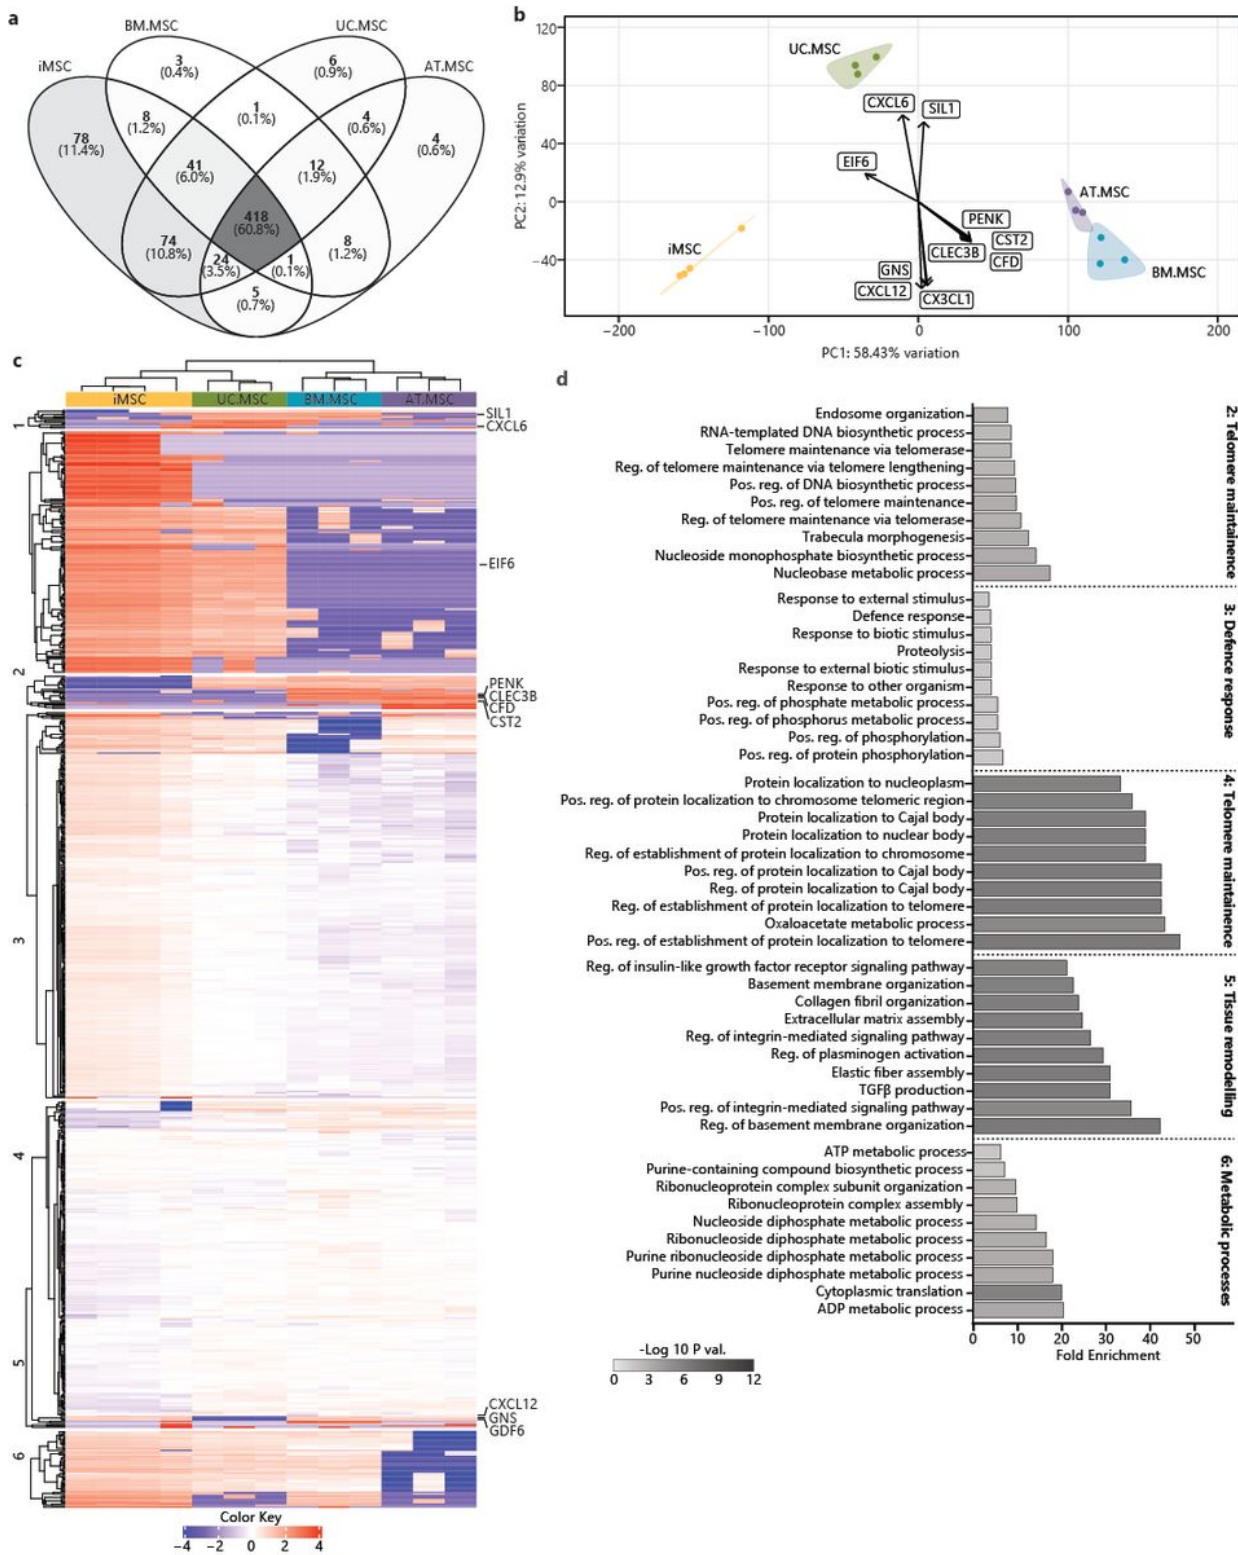 a
BM.MSC
UC.MSC
iMSC
AT.MSC
3
(0.4%)
6
(0.9%)
8
(1.2%)
1
(0.1%)
4
(0.6%)
78
(11.4%)
4
(0.6%)
41
(6.0%)
12
(1.9%)
418
(60.8%)
74
(10.8%)
8
(1.2%)
24
(3.5%)
1
(0.1%)
5
(0.7%)
b
120
80
40
0
−40
PC2: 12.9% variation
UC.MSC
CXCL6
SIL1
EIF6
AT.MSC
PENK
iMSC
CLEC3B
CST2
CFD
GNS
BM.MSC
CXCL12
CX3CL1
−200
−100
0
100
200
PC1: 58.43% variation
c
iMSC
UC.MSC
BM.MSC
AT.MSC
1
2
3
4
5
6
SIL1
CXCL6
EIF6
PENK
CLEC3B
CFD
CST2
CXCL12
GNS
GDF6
Color Key
−4 −2 0 2 4
d
Endosome organization
RNA-templated DNA biosynthetic process
Telomere maintenance via telomerase
Reg. of telomere maintenance via telomere lengthening
Pos. reg. of DNA biosynthetic process
Pos. reg. of telomere maintenance
Reg. of telomere maintenance via telomerase
Trabecula morphogenesis
Nucleoside monophosphate biosynthetic process
Nucleobase metabolic process
2: Telomere maintainence
Response to external stimulus
Defence response
Response to biotic stimulus
Proteolysis
Response to external biotic stimulus
Response to other organism
Pos. reg. of phosphate metabolic process
Pos. reg. of phosphorus metabolic process
Pos. reg. of phosphorylation
Pos. reg. of protein phosphorylation
3: Defence response
Protein localization to nucleoplasm
Pos. reg. of protein localization to chromosome telomeric region
Protein localization to Cajal body
Protein localization to nuclear body
Reg. of establishment of protein localization to chromosome
Pos. reg. of protein localization to Cajal body
Reg. of protein localization to Cajal body
Reg. of establishment of protein localization to telomere
Oxaloacetate metabolic process
Pos. reg. of establishment of protein localization to telomere
4: Telomere maintainence
Reg. of insulin-like growth factor receptor signaling pathway
Basement membrane organization
Collagen fibril organization
Extracellular matrix assembly
Reg. of integrin-mediated signaling pathway
Reg. of plasminogen activation
Elastic fiber assembly
TGFβ production
Pos. reg. of integrin-mediated signaling pathway
Reg. of basement membrane organization
5: Tissue remodelling
ATP metabolic process
Purine-containing compound biosynthetic process
Ribonucleoprotein complex subunit organization
Ribonucleoprotein complex assembly
Nucleoside diphosphate metabolic process
Ribonucleoside diphosphate metabolic process
Purine ribonucleoside diphosphate metabolic process
Purine nucleoside diphosphate metabolic process
Cytoplasmic translation
ADP metabolic process
6: Metabolic processes
0 10 20 30 40 50
Fold Enrichment
-Log 10 P val.
0 3 6 9 12